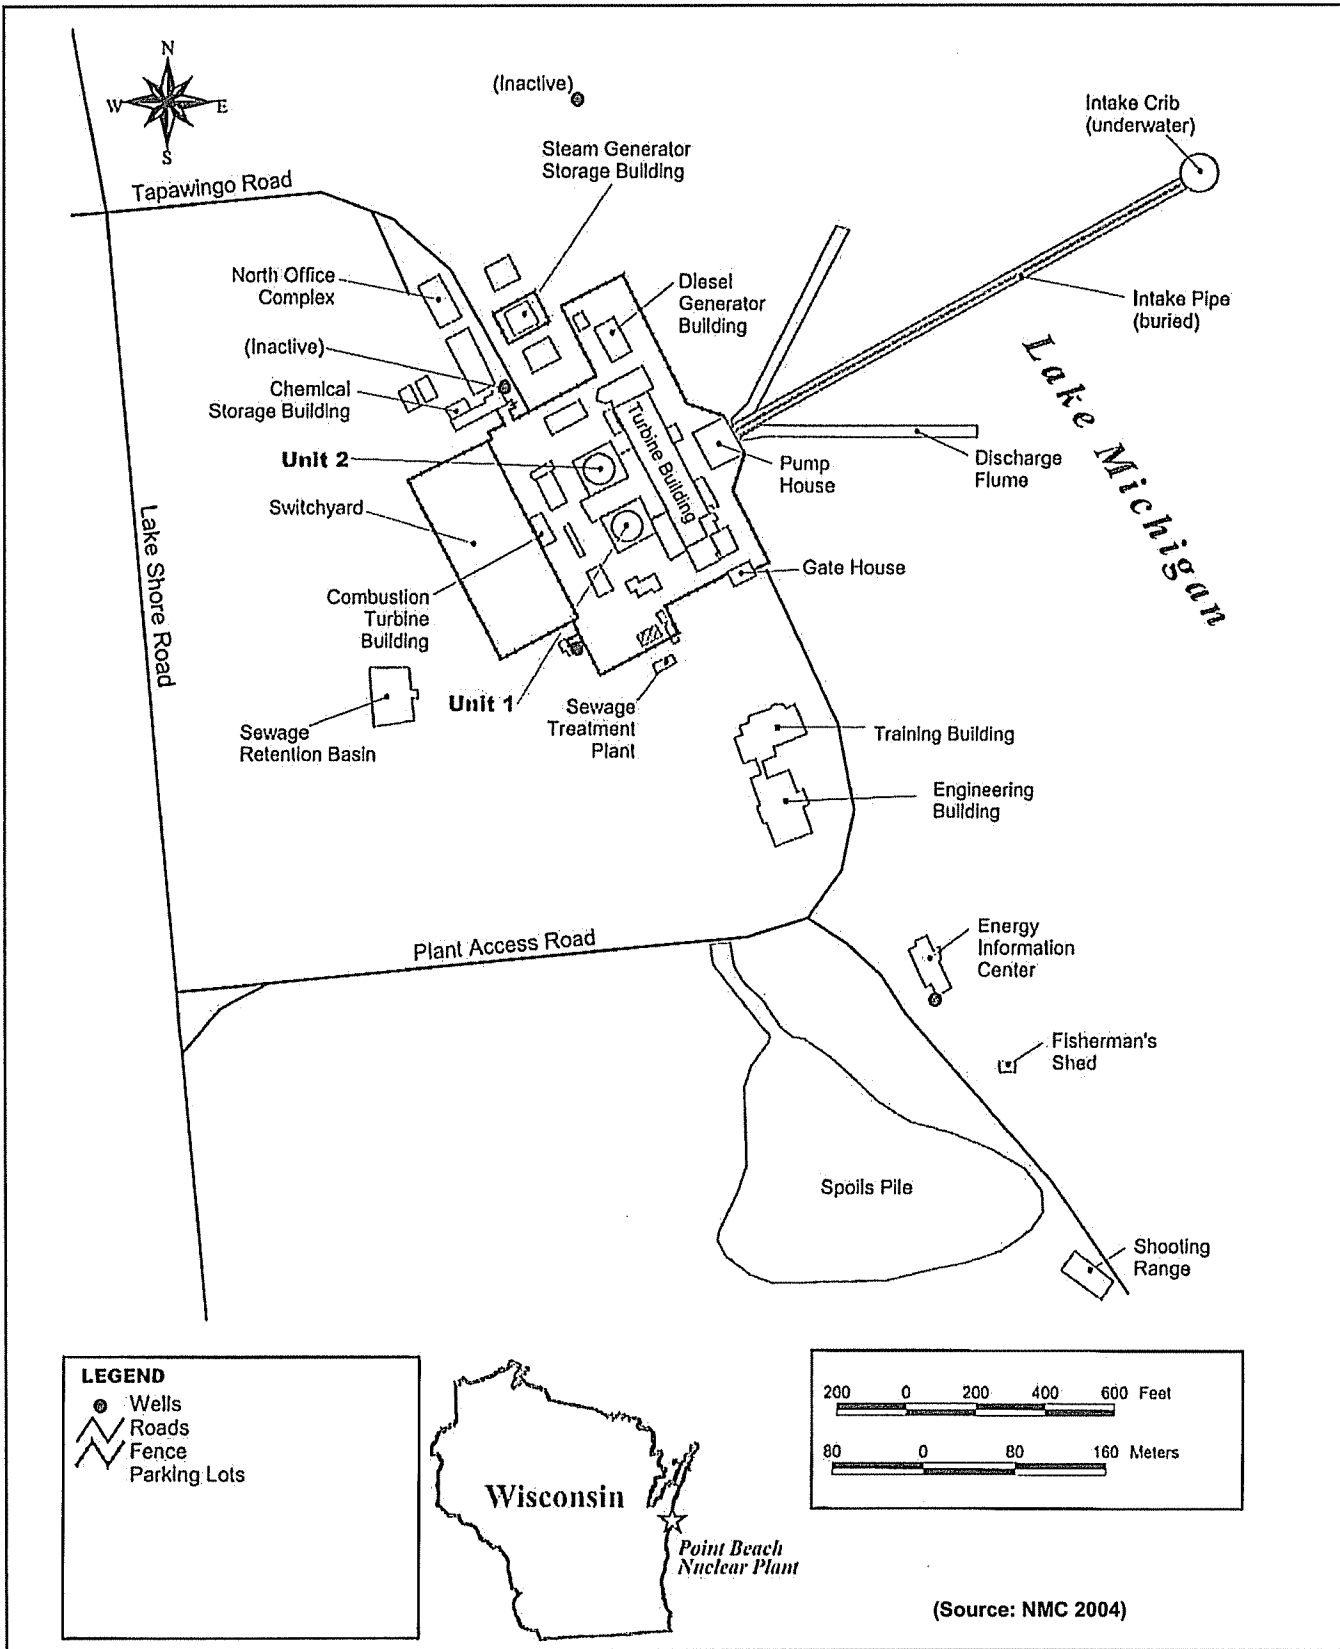 N
W E
S
(Inactive)
Intake Crib
(underwater)
Steam Generator
Storage Building
Tapawingo Road
North Office
Complex
Diesel
Generator
Building
Intake Pipe
(buried)
(Inactive)
Chemical
Storage Building
Lake Michigan
Turbine Building
Unit 2
Pump
House
Discharge
Flume
Switchyard
Lake Shore Road
Gate House
Combustion
Turbine
Building
Unit 1
Sewage
Treatment
Plant
Sewage
Retention Basin
Training Building
Engineering
Building
Plant Access Road
Energy
Information
Center
Fisherman's
Shed
Spoils Pile
Shooting
Range
LEGEND
Wells
Roads
Fence
Parking Lots
Wisconsin
Point Beach
Nuclear Plant
200 0 200 400 600 Feet
80 0 80 160 Meters
(Source: NMC 2004)